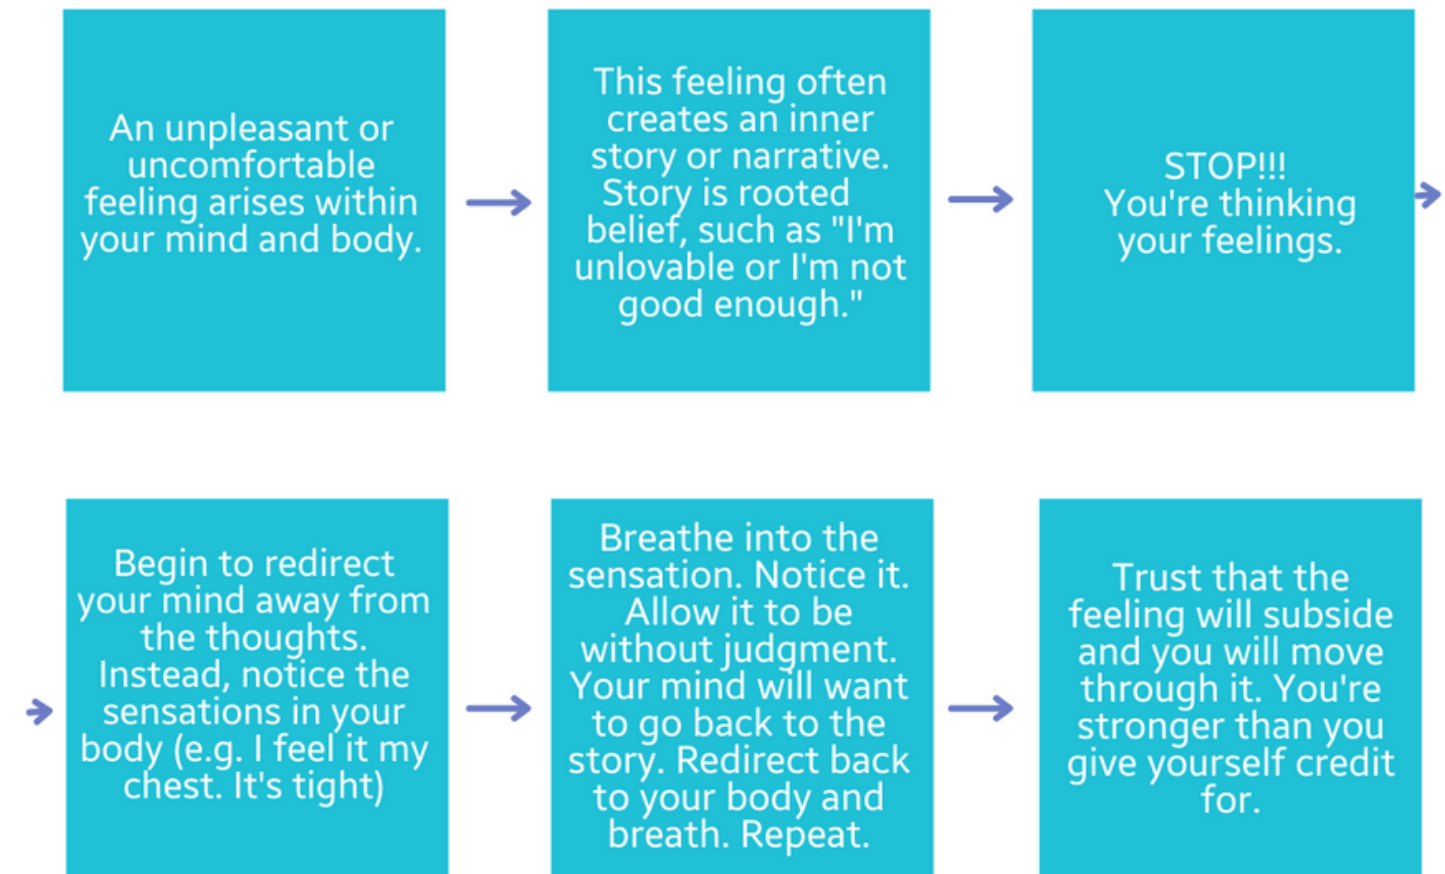 An unpleasant or
uncomfortable
feeling arises within
your mind and body.
This feeling often
creates an inner
story or narrative.
Story is rooted
belief, such as "I'm
unlovable or I'm not
good enough."
STOP!!!
You're thinking
your feelings.
Begin to redirect
your mind away from
the thoughts.
Instead, notice the
sensations in your
body (e.g. I feel it my
chest. It's tight)
Breathe into the
sensation. Notice it.
Allow it to be
without judgment.
Your mind will want
to go back to the
story. Redirect back
to your body and
breath. Repeat.
Trust that the
feeling will subside
and you will move
through it. You're
stronger than you
give yourself credit
for.